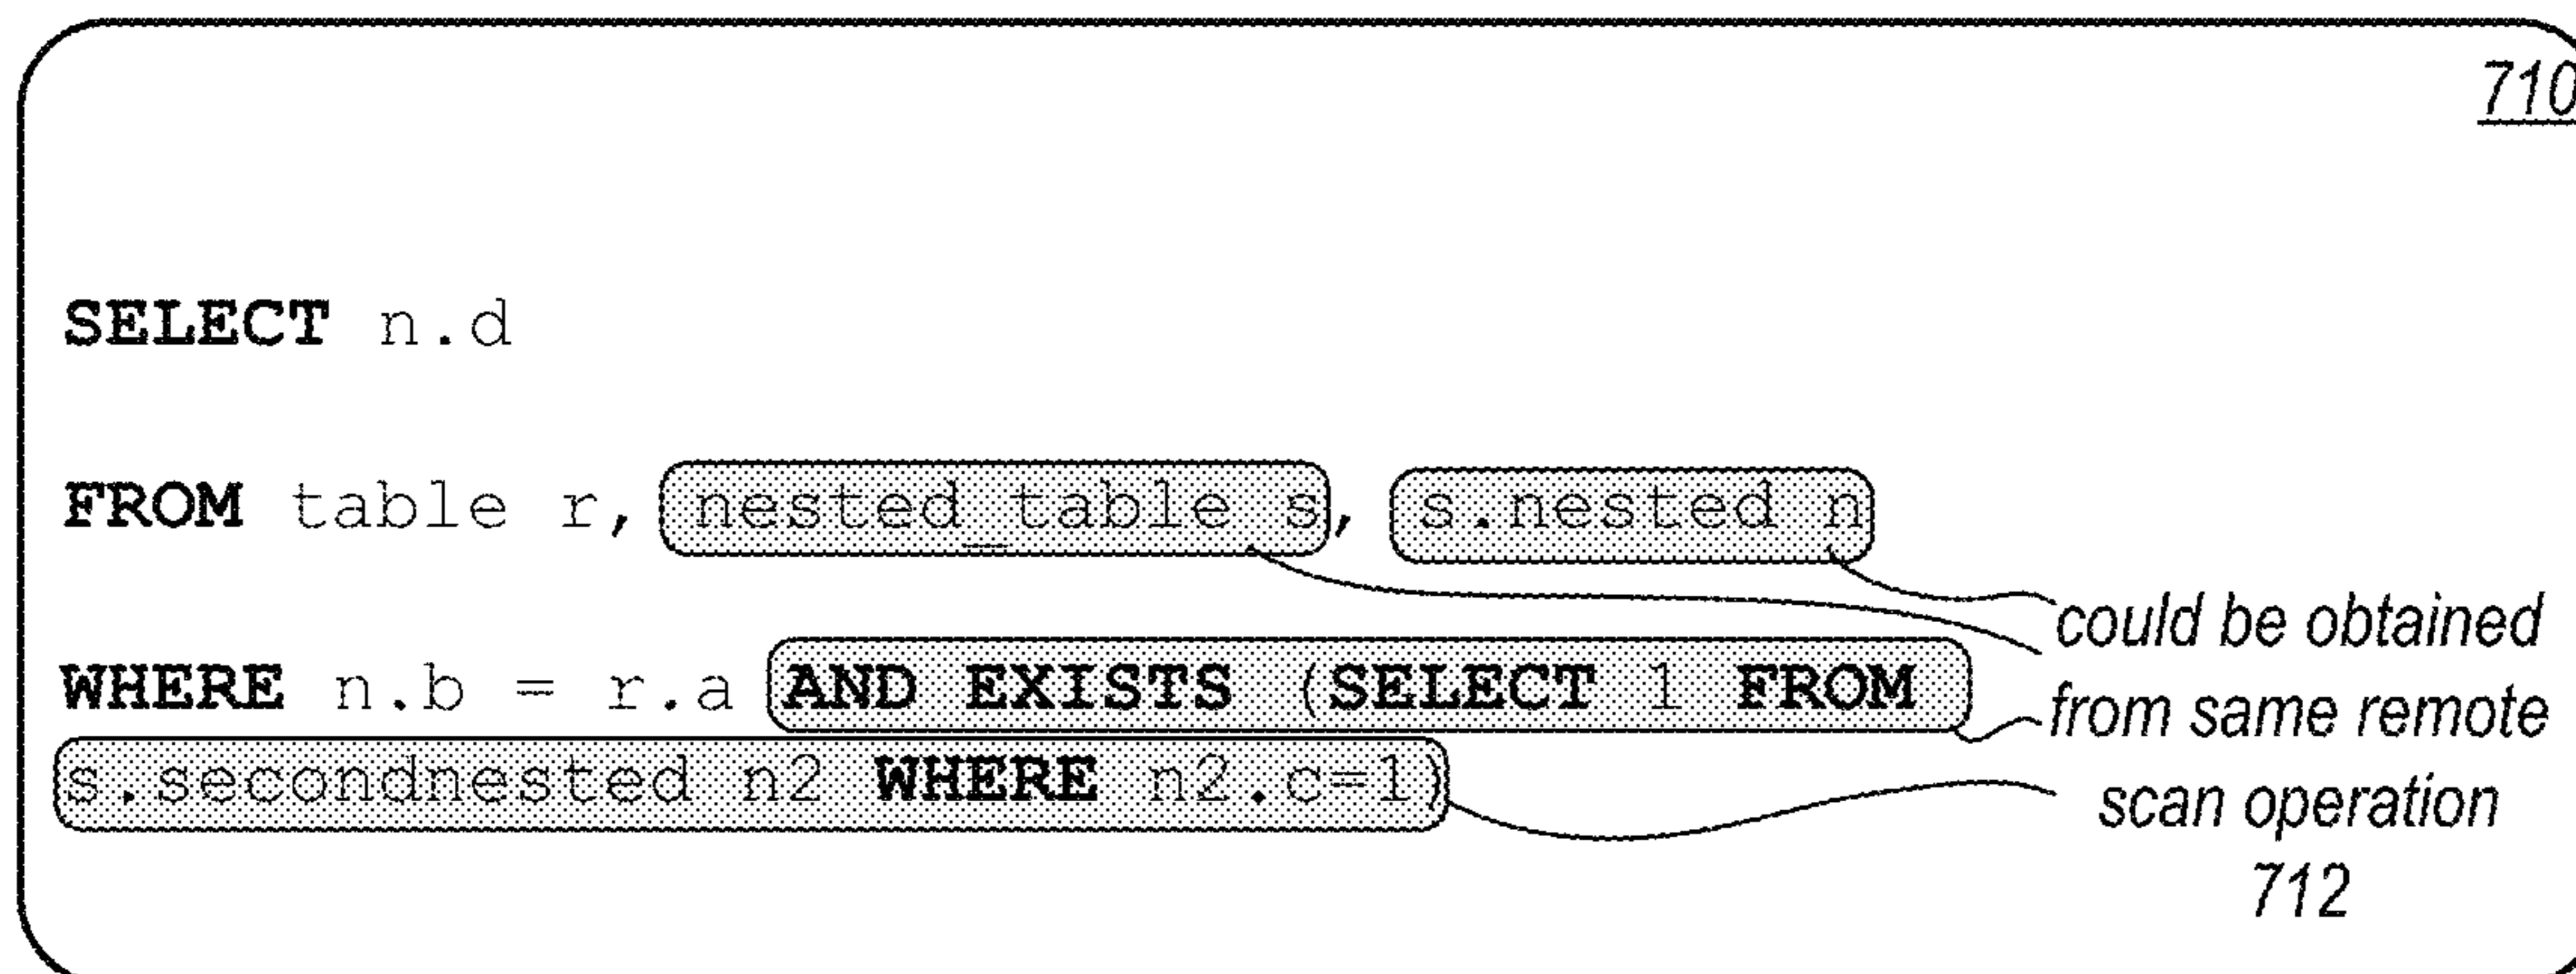 710
SELECT n.d
FROM table r, nested_table s, s.nested n
WHERE n.b = r.a AND EXISTS (SELECT 1 FROM
s.secondnested n2 WHERE n2.c=1)
could be obtained
from same remote
scan operation
712